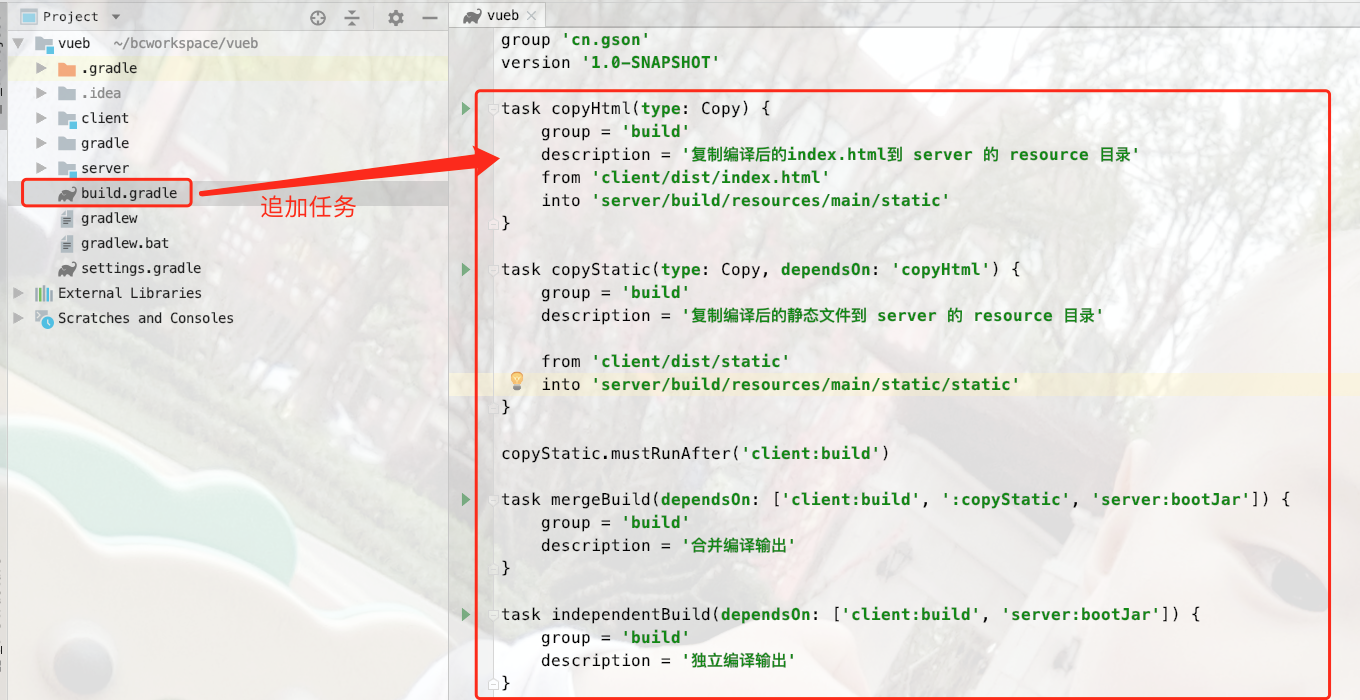 Project
vueb ~/bcworkspace/vueb
.gradle
.idea
client
gradle
server
build.gradle
gradlew
gradlew.bat
settings.gradle
External Libraries
Scratches and Consoles
追加任务
vueb
group 'cn.gson'
version '1.0-SNAPSHOT'
task copyHtml(type: Copy) {
group = 'build'
description = '复制编译后的index.html到 server 的 resource 目录'
from 'client/dist/index.html'
into 'server/build/resources/main/static'
}
task copyStatic(type: Copy, dependsOn: 'copyHtml') {
group = 'build'
description = '复制编译后的静态文件到 server 的 resource 目录'
from 'client/dist/static'
into 'server/build/resources/main/static/static'
}
copyStatic.mustRunAfter('client:build')
task mergeBuild(dependsOn: ['client:build', ':copyStatic', 'server:bootJar']) {
group = 'build'
description = '合并编译输出'
}
task independentBuild(dependsOn: ['client:build', 'server:bootJar']) {
group = 'build'
description = '独立编译输出'
}